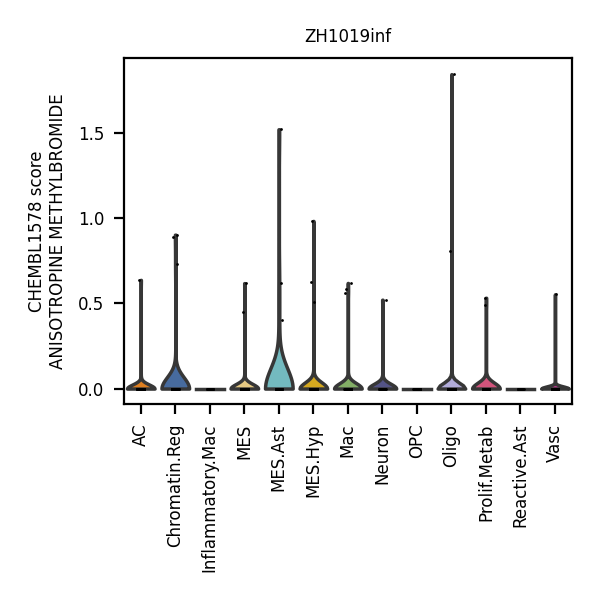 ZH1019inf
CHEMBL1578 score
ANISOTROPINE METHYLBROMIDE
1.5
1.0
0.5
0.0
AC
Chromatin.Reg
Inflammatory.Mac
MES
MES.Ast
MES.Hyp
Mac
Neuron
OPC
Oligo
Prolif.Metab
Reactive.Ast
Vasc